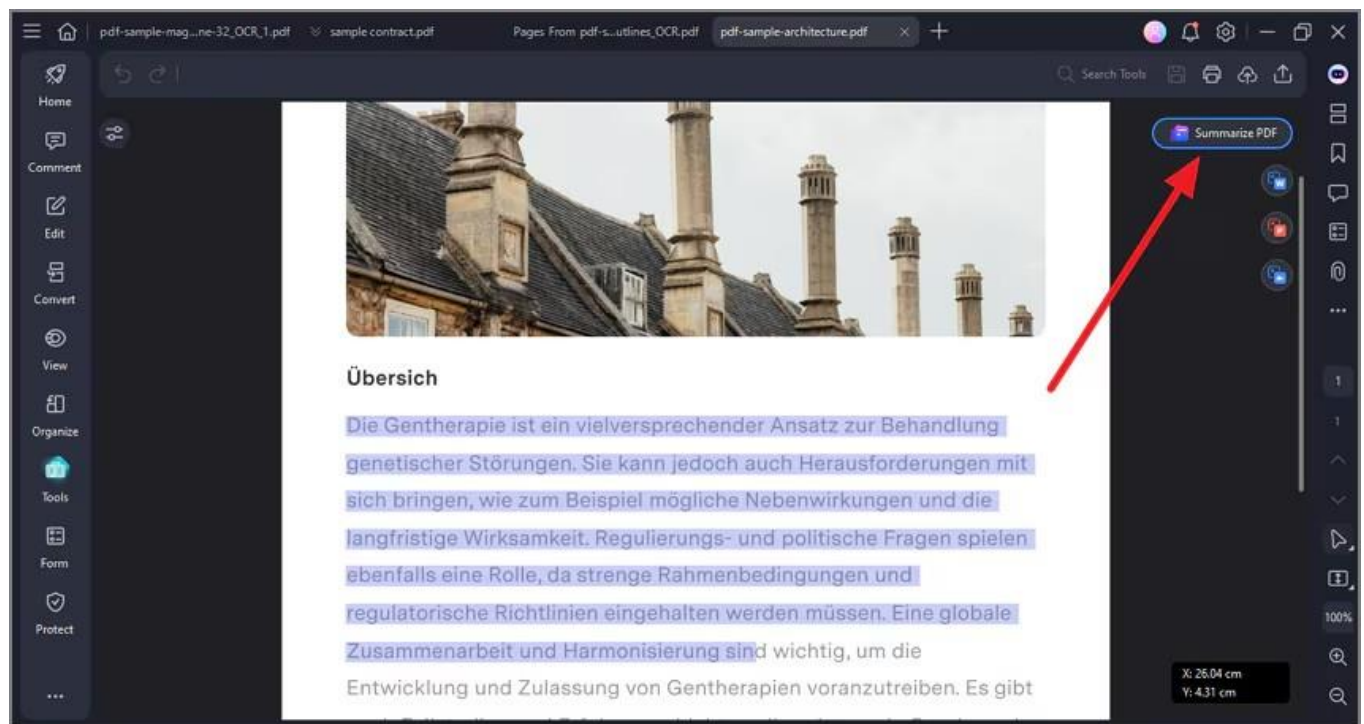 pdf-sample-mag...ne-32_OCR_1.pdf
sample contract.pdf
Pages From pdf-s...utlines_OCR.pdf
pdf-sample-architecture.pdf
Search Tools
Home
Comment
Edit
Convert
View
Organize
Tools
Form
Protect
Summarize PDF
W
P
Übersich
Die Gentherapie ist ein vielversprechender Ansatz zur Behandlung
genetischer Störungen. Sie kann jedoch auch Herausforderungen mit
sich bringen, wie zum Beispiel mögliche Nebenwirkungen und die
langfristige Wirksamkeit. Regulierungs- und politische Fragen spielen
ebenfalls eine Rolle, da strenge Rahmenbedingungen und
regulatorische Richtlinien eingehalten werden müssen. Eine globale
Zusammenarbeit und Harmonisierung sind wichtig, um die
Entwicklung und Zulassung von Gentherapien voranzutreiben. Es gibt
1
1
100%
X: 26.04 cm
Y: 4.31 cm